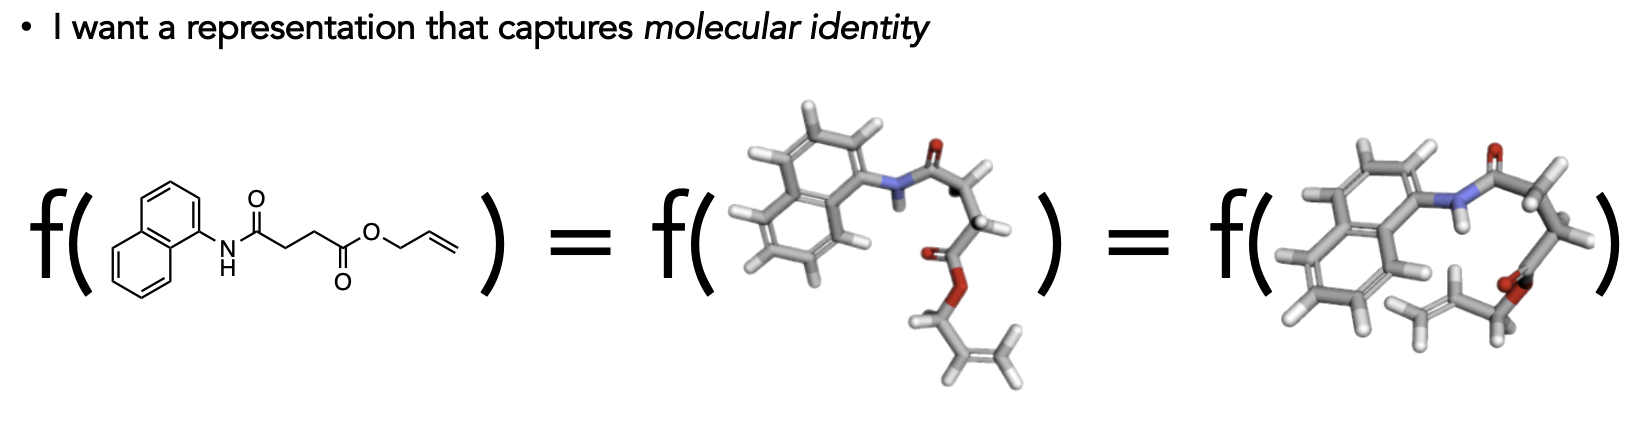 • I want a representation that captures molecular identity
f( O N H O O ) = f( ) = f( )